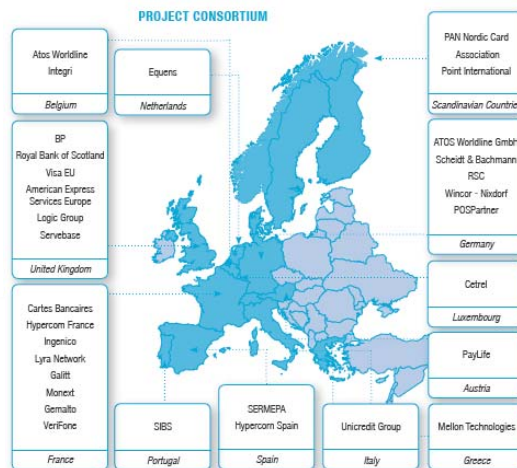 PROJECT CONSORTIUM
Atos Worldline
Integri
Belgium
Equens
Netherlands
PAN Nordic Card
Association
Point International
Scandinavian Countrie
BP
Royal Bank of Scotland
Visa EU
American Express
Services Europe
Logic Group
Servebase
United Kingdom
ATOS Worldline Gmbh
Scheidt & Bachmann
RSC
Wincor - Nixdorf
POSPartner
Germany
Cetrel
Luxembourg
Cartes Bancaires
Hypercom France
Ingenico
Lyra Network
Galitt
Monext
Gemalto
VeriFone
France
PayLife
Austria
SIBS
Portugal
SERMEPA
Hypercorn Spain
Spain
Unicredit Group
Italy
Mellon Technologies
Greece